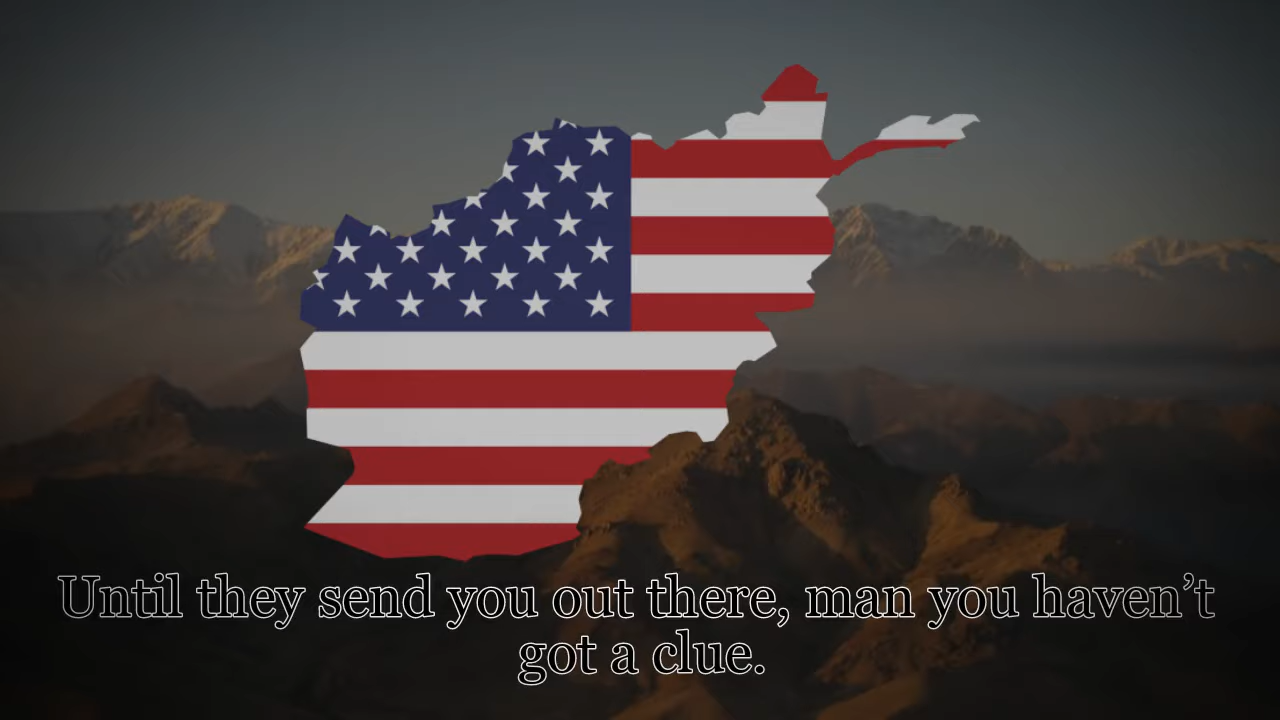 Until they send you out there, man you haven’t
got a clue.